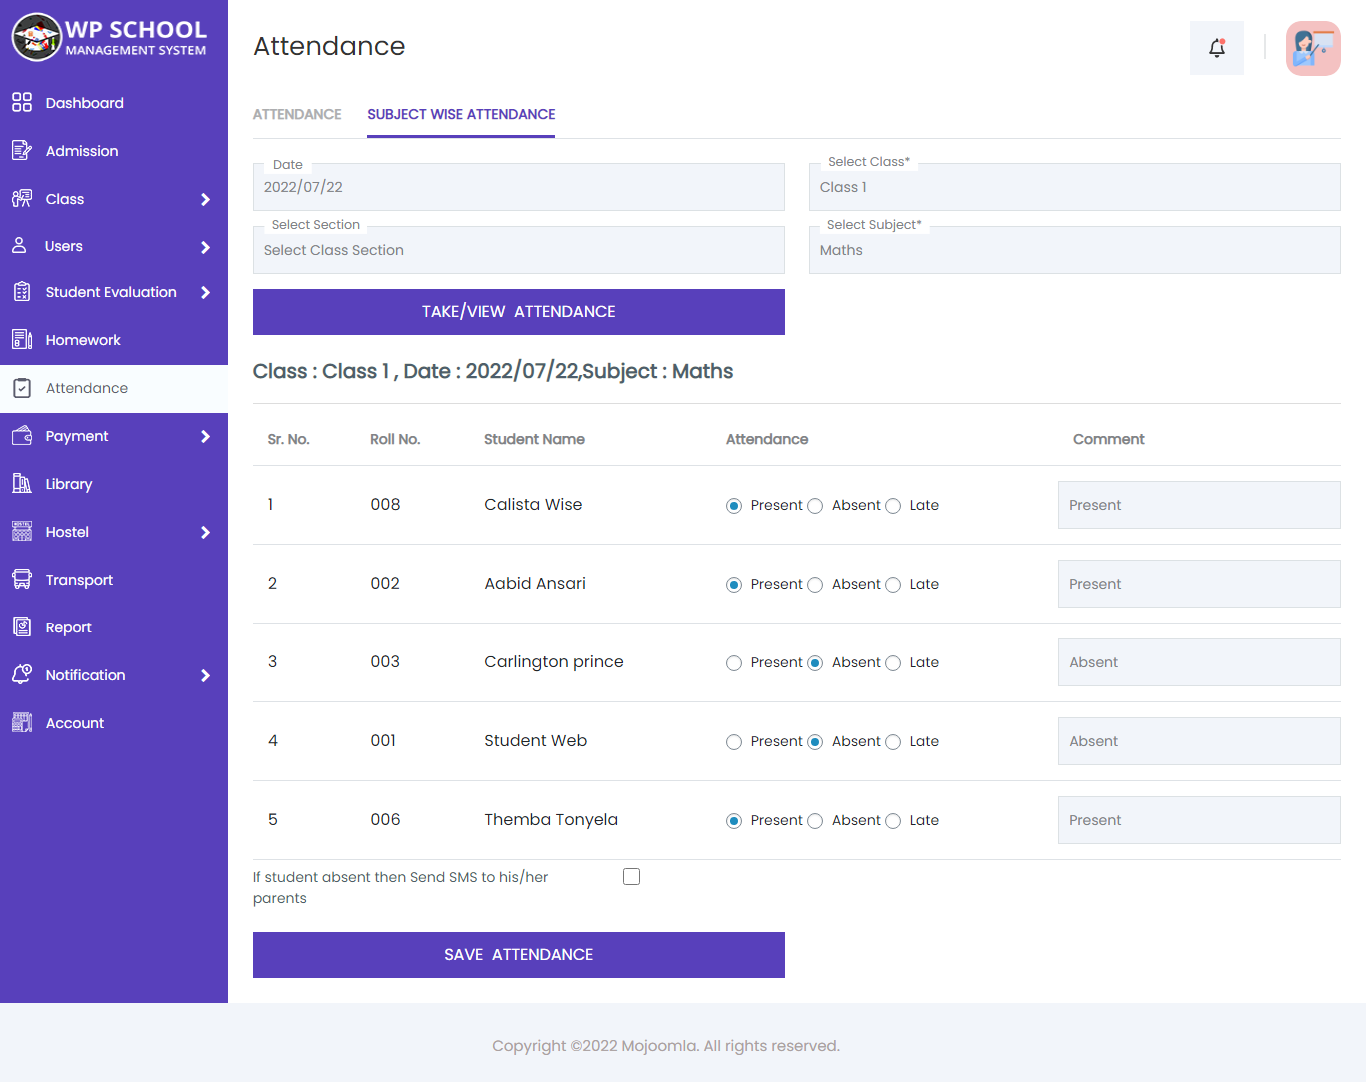 WP SCHOOL
MANAGEMENT SYSTEM
Dashboard
Admission
Class
Users
Student Evaluation
Homework
Attendance
Payment
Library
Hostel
Transport
Report
Notification
Account
Attendance
ATTENDANCE SUBJECT WISE ATTENDANCE
Date
2022/07/22
Select Class*
Class 1
Select Section
Select Class Section
Select Subject*
Maths
TAKE/VIEW ATTENDANCE
Class : Class 1 , Date : 2022/07/22,Subject : Maths
Sr. No. Roll No. Student Name Attendance Comment
1 008 Calista Wise Present Absent Late Present
2 002 Aabid Ansari Present Absent Late Present
3 003 Carlington prince Present Absent Late Absent
4 001 Student Web Present Absent Late Absent
5 006 Themba Tonyela Present Absent Late Present
If student absent then Send SMS to his/her
parents
SAVE ATTENDANCE
Copyright ©2022 Mojoomla. All rights reserved.